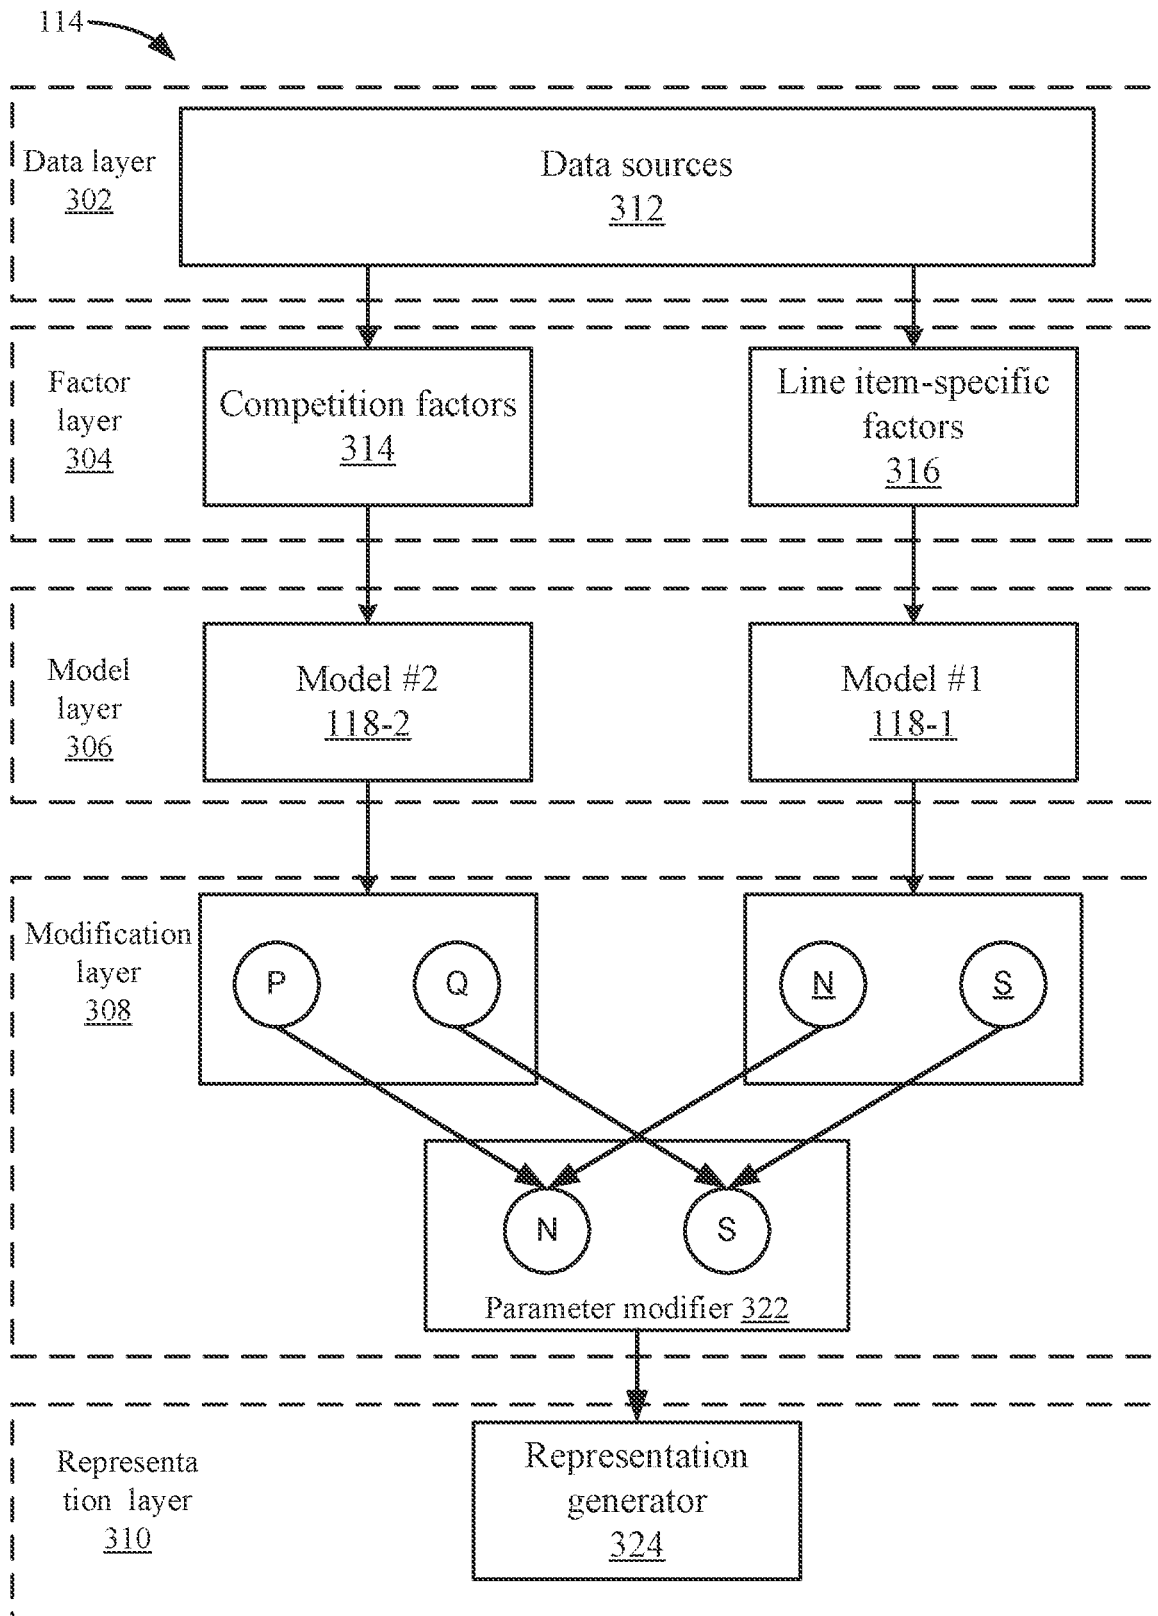 114
Data layer
302
Data sources
312
Factor
layer
304
Competition factors
314
Line item-specific
factors
316
Model
layer
306
Model #2
118-2
Model #1
118-1
Modification
layer
308
P
Q
N
S
N
S
Parameter modifier 322
Representa
tion layer
310
Representation
generator
324